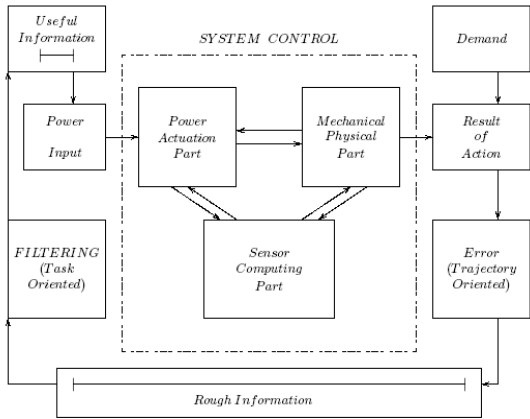 Useful
Information
SYSTEM CONTROL
Demand
Power
Input
Power
Actuation
Part
Mechanical
Physical
Part
Result
of
Action
FILTERING
(Task
Oriented)
Sensor
Computing
Part
Error
(Trajectory
Oriented)
Rough Information